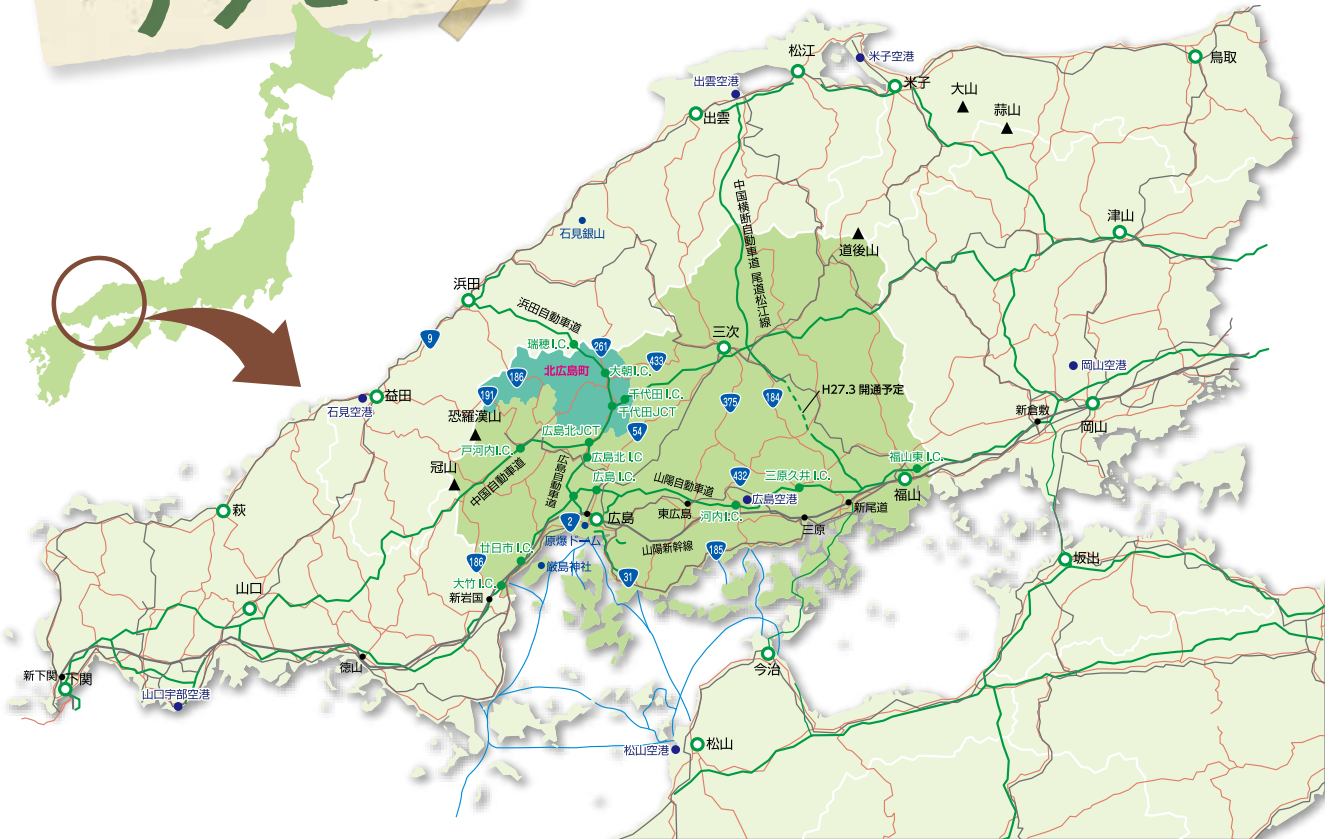 松江
米子空港
鳥取
出雲空港
米子
大山
蒜山
出雲
中国横断自動車道 尾道松江線
石見銀山
道後山
津山
浜田
浜田自動車道
三次
9
瑞穂I.C.
261
433
北広島町
大朝I.C.
186
191
岡山空港
石見空港
益田
千代田I.C.
千代田JCT
375
184
H27.3 開通予定
新倉敷
岡山
恐羅漢山
広島北JCT
54
戸河内I.C.
広島北I.C
福山東I.C.
冠山
中国自動車道
広島自動車道
広島I.C.
山陽自動車道
432
三原久井I.C.
福山
萩
広島空港
新尾道
東広島
河内I.C.
三原
2
広島
原爆ドーム
山陽新幹線
185
廿日市I.C.
186
厳島神社
坂出
大竹I.C.
31
新岩国
山口
今治
徳山
新下関
下関
山口宇部空港
松山空港
松山